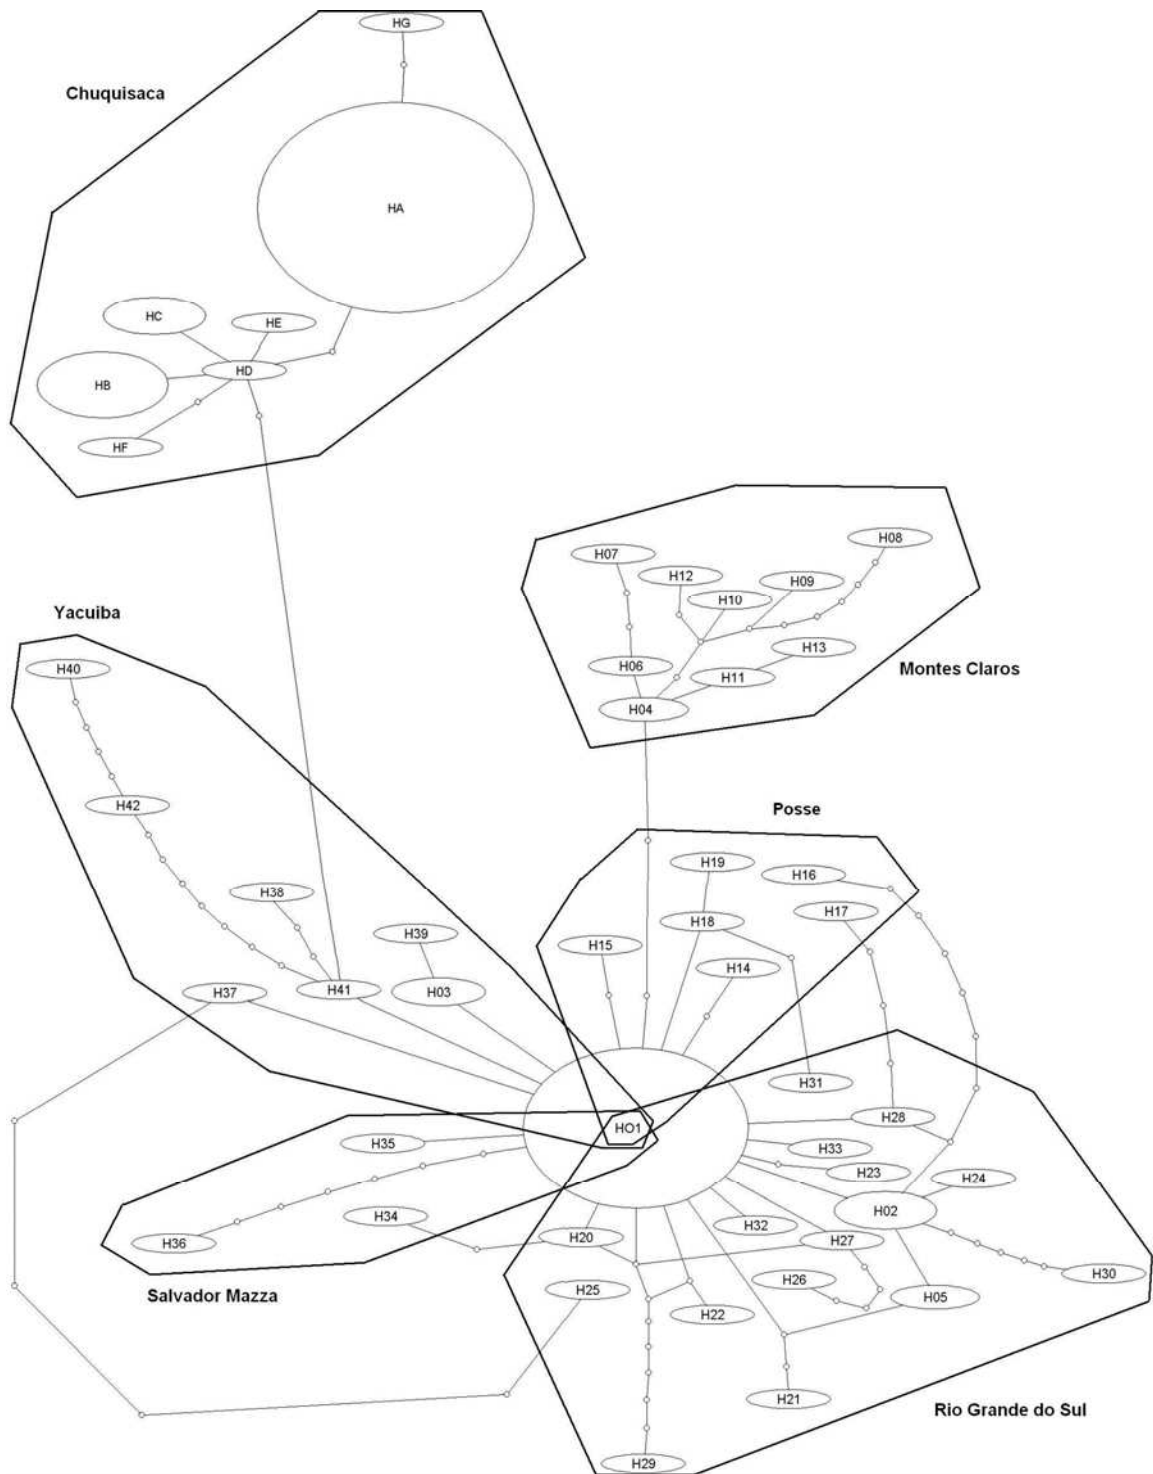 HG
Chuquisaca
HA
HC
HE
HD
HB
HF
H07
H08
H12
H09
H10
Yacuiba
H13
H06
H11
Montes Claros
H40
H04
H42
Posse
H19
H16
H38
H17
H18
H39
H15
H14
H37
H41
H03
H31
H28
HO1
H35
H33
H23
H24
H02
H34
H32
H36
H20
H27
H30
H26
H25
H05
Salvador Mazza
H22
H21
Rio Grande do Sul
H29